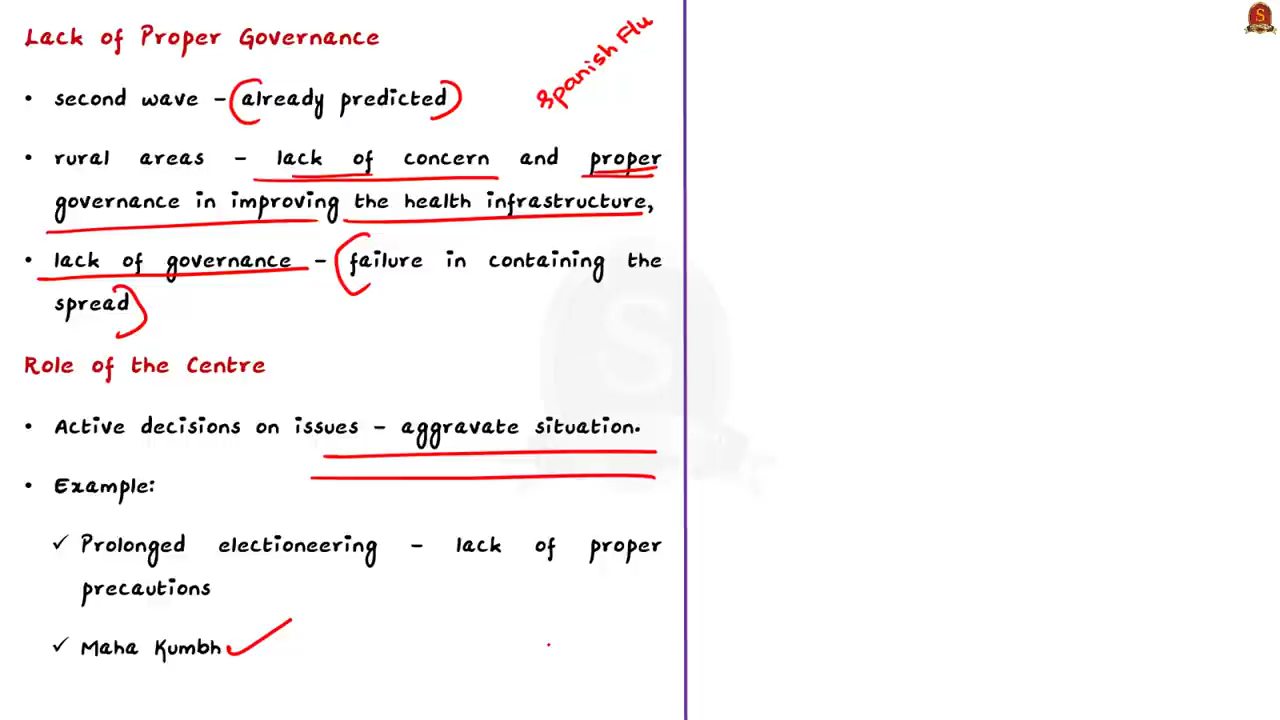 Lack of Proper Governance
Spanish Flu
• second wave – already predicted
• rural areas – lack of concern and proper
governance in improving the health infrastructure,
• lack of governance – failure in containing the
spread
Role of the Centre
• Active decisions on issues – aggravate situation.
• Example:
✓ Prolonged electioneering – lack of proper
precautions
✓ Maha Kumbh
S
S